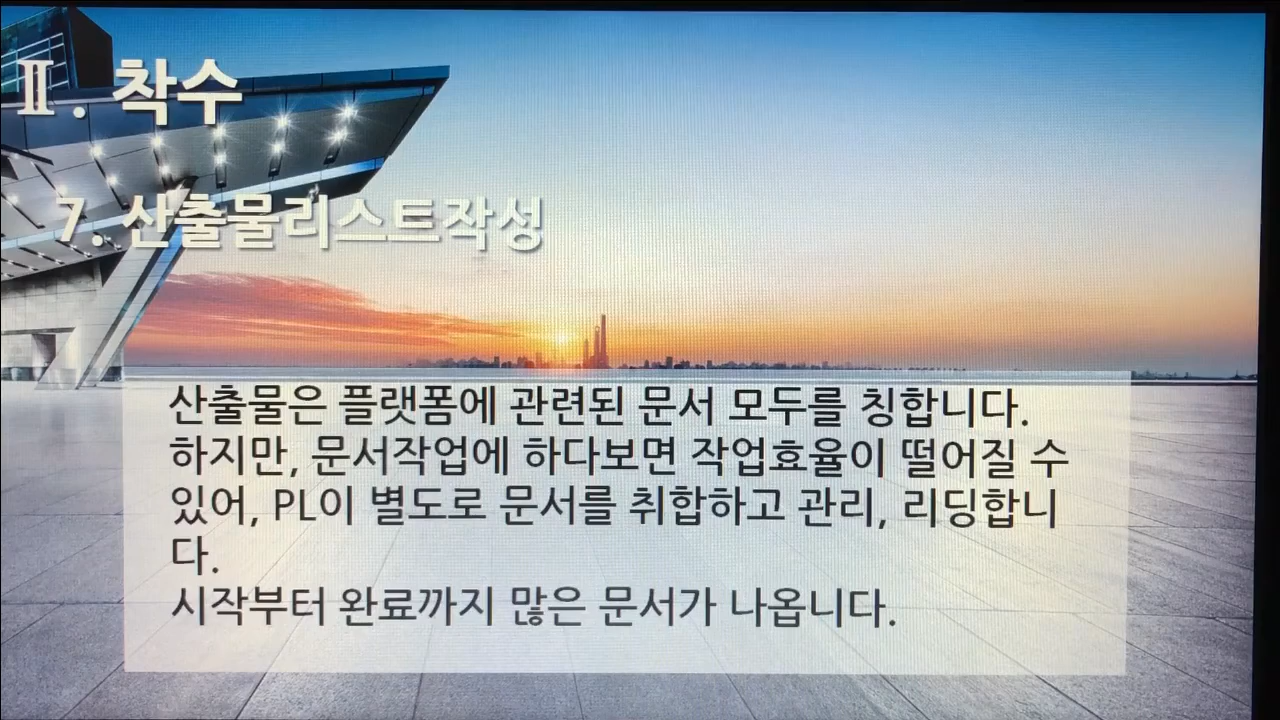 Ⅱ. 착수
7. 산출물리스트작성
산출물은 플랫폼에 관련된 문서 모두를 칭합니다.
하지만, 문서작업에 하다보면 작업효율이 떨어질 수
있어, PL이 별도로 문서를 취합하고 관리, 리딩합니
다.
시작부터 완료까지 많은 문서가 나옵니다.